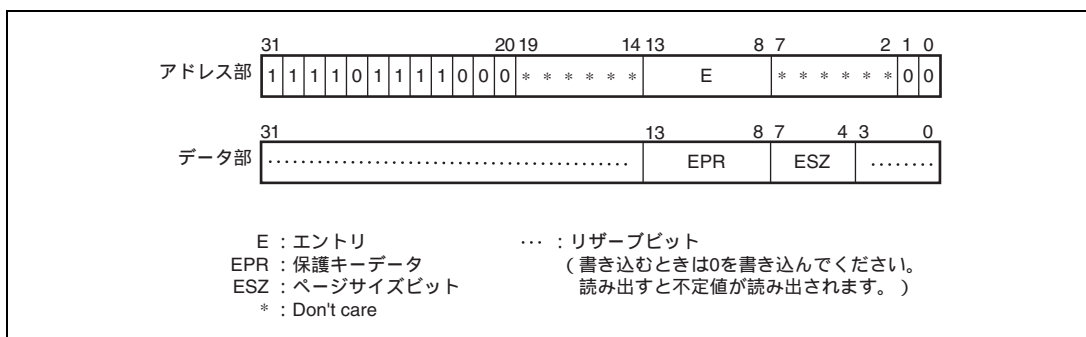 31 20 19 14 13 8 7 2 1 0
アドレス部 1 1 1 1 0 1 1 1 1 0 0 0 * * * * * * E * * * * * * 0 0
31 13 8 7 4 3 0
データ部 ‥‥‥‥‥‥‥‥‥‥‥‥‥‥‥‥‥‥ EPR ESZ ‥‥‥‥
E ：エントリ … ：リザーブビット
EPR ：保護キーデータ （書き込むときは0を書き込んでください。
ESZ ：ページサイズビット 読み出すと不定値が読み出されます。）
* ：Don't care